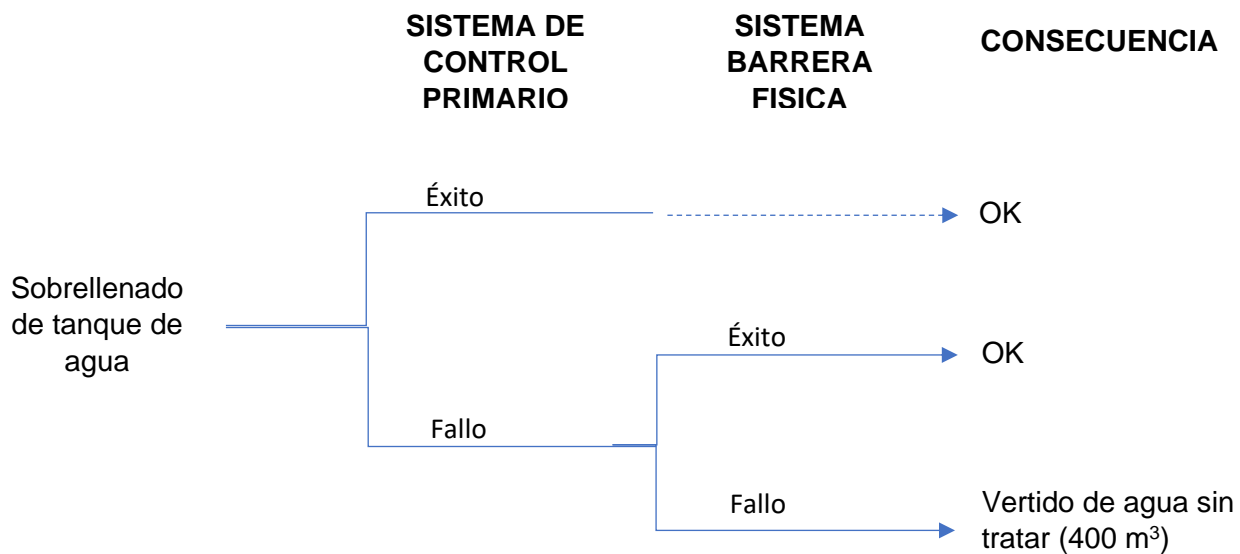 SISTEMA DE
CONTROL
PRIMARIO
SISTEMA
BARRERA
FISICA
CONSECUENCIA
Éxito
OK
Sobrellenado
de tanque de
agua
Éxito
OK
Fallo
Fallo
Vertido de agua sin
tratar (400 m³)